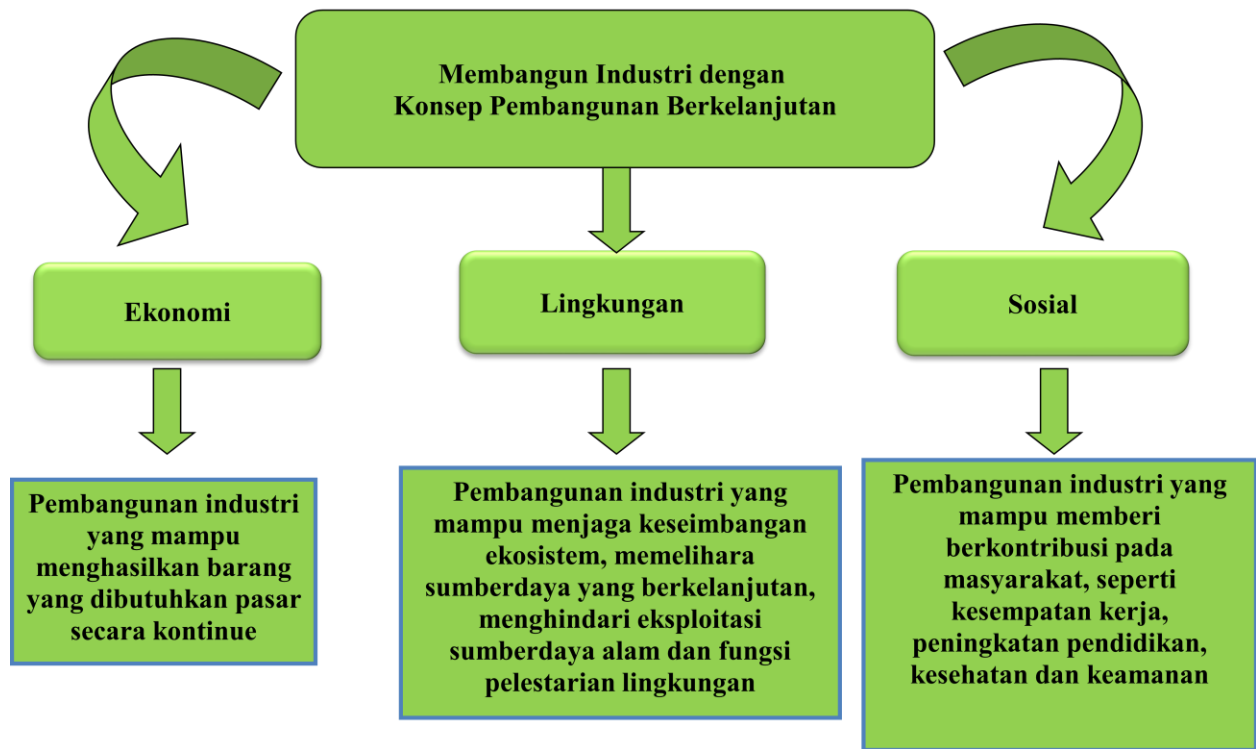 Membangun Industri dengan
Konsep Pembangunan Berkelanjutan
Ekonomi
Lingkungan
Sosial
Pembangunan industri
yang mampu
menghasilkan barang
yang dibutuhkan pasar
secara kontinue
Pembangunan industri yang
mampu menjaga keseimbangan
ekosistem, memelihara
sumberdaya yang berkelanjutan,
menghindari eksploitasi
sumberdaya alam dan fungsi
pelestarian lingkungan
Pembangunan industri yang
mampu memberi
berkontribusi pada
masyarakat, seperti
kesempatan kerja,
peningkatan pendidikan,
kesehatan dan keamanan